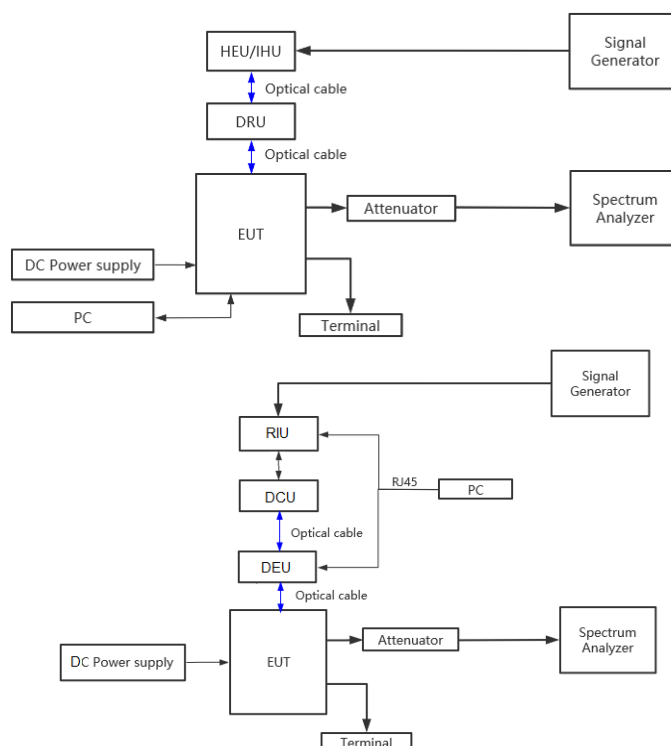 Signal
Generator
HEU/IHU
Optical cable
DRU
Optical cable
EUT
Attenuator
Spectrum
Analyzer
DC Power supply
PC
Terminal
Signal
Generator
RIU
RJ45
PC
DCU
Optical cable
DEU
Optical cable
EUT
Attenuator
Spectrum
Analyzer
DC Power supply
Terminal